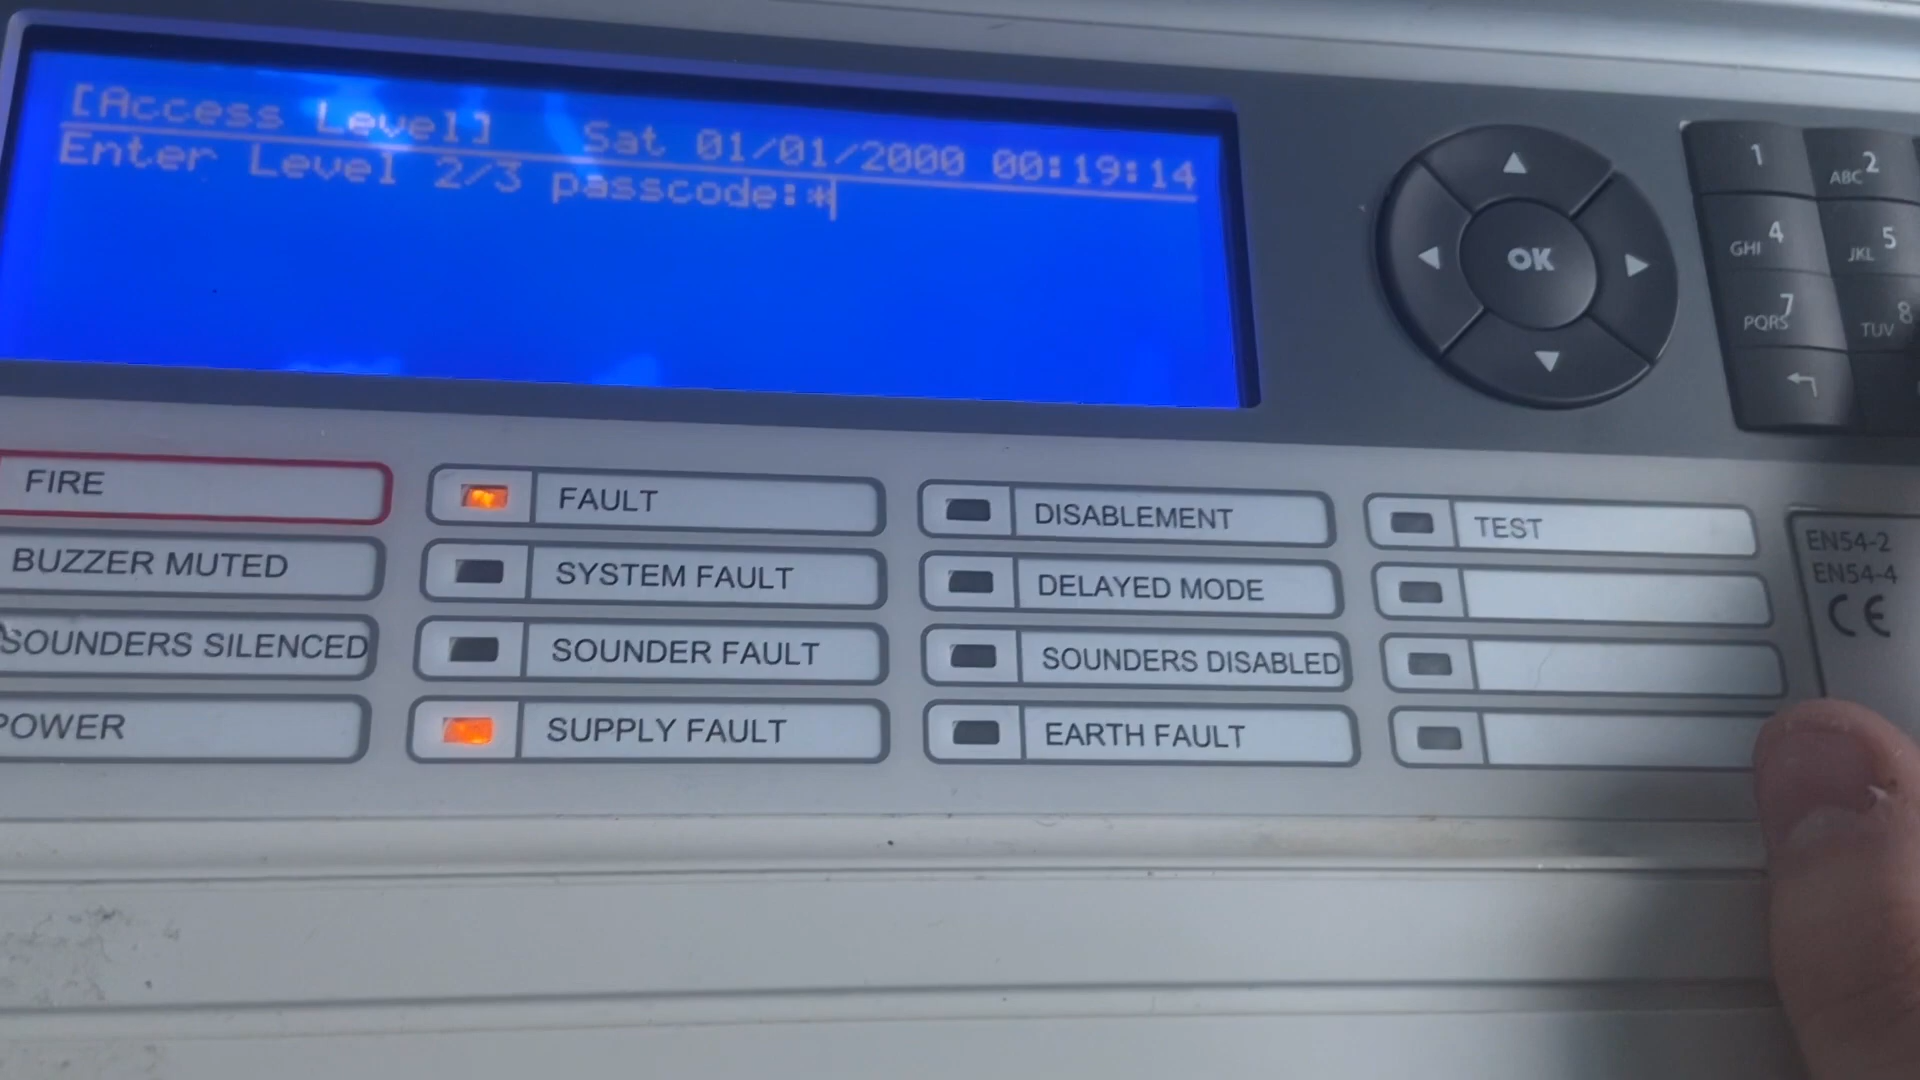 [Access Level] Sat 01/01/2000 00:19:14
Enter Level 2/3 passcode:*
OK
1
ABC 2
GHI 4
JKL 5
PQRS 7
TUV 8
FIRE
FAULT
DISABLEMENT
TEST
BUZZER MUTED
SYSTEM FAULT
DELAYED MODE
SOUNDERS SILENCED
SOUNDER FAULT
SOUNDERS DISABLED
POWER
SUPPLY FAULT
EARTH FAULT
EN54-2
EN54-4
CE